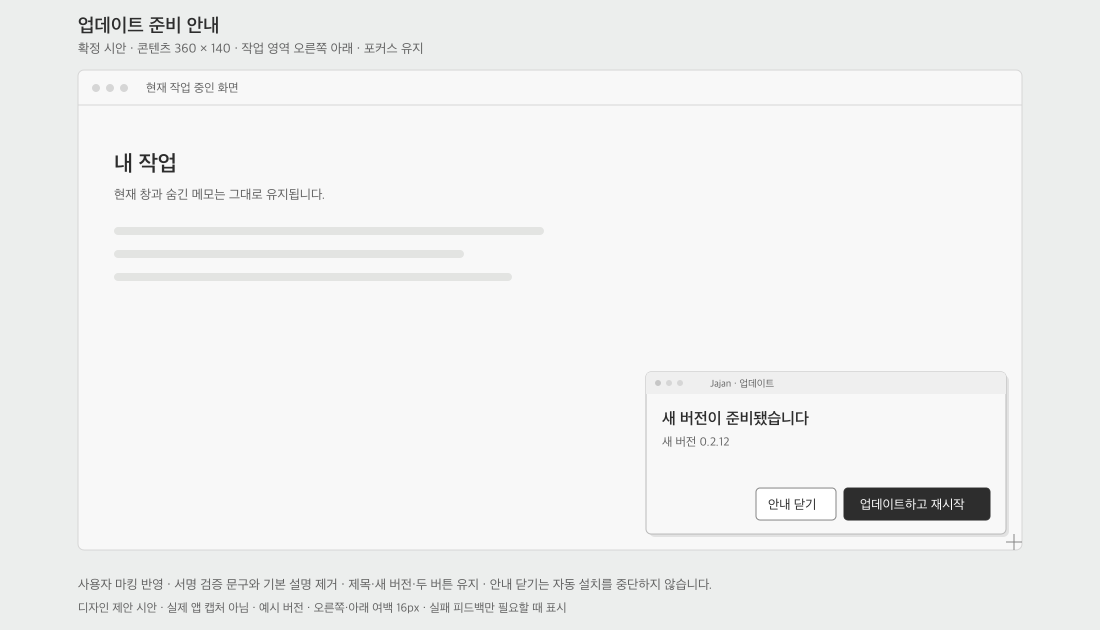 업데이트 준비 안내
확정 시안 · 콘텐츠 360 × 140 · 작업 영역 오른쪽 아래 · 포커스 유지
현재 작업 중인 화면
내 작업
현재 창과 숨긴 메모는 그대로 유지됩니다.
Jajan · 업데이트
새 버전이 준비됐습니다
새 버전 0.2.12
안내 닫기
업데이트하고 재시작
사용자 마킹 반영 · 서명 검증 문구와 기본 설명 제거 · 제목·새 버전·두 버튼 유지 · 안내 닫기는 자동 설치를 중단하지 않습니다.
디자인 제안 시안 · 실제 앱 캡처 아님 · 예시 버전 · 오른쪽·아래 여백 16px · 실패 피드백만 필요할 때 표시